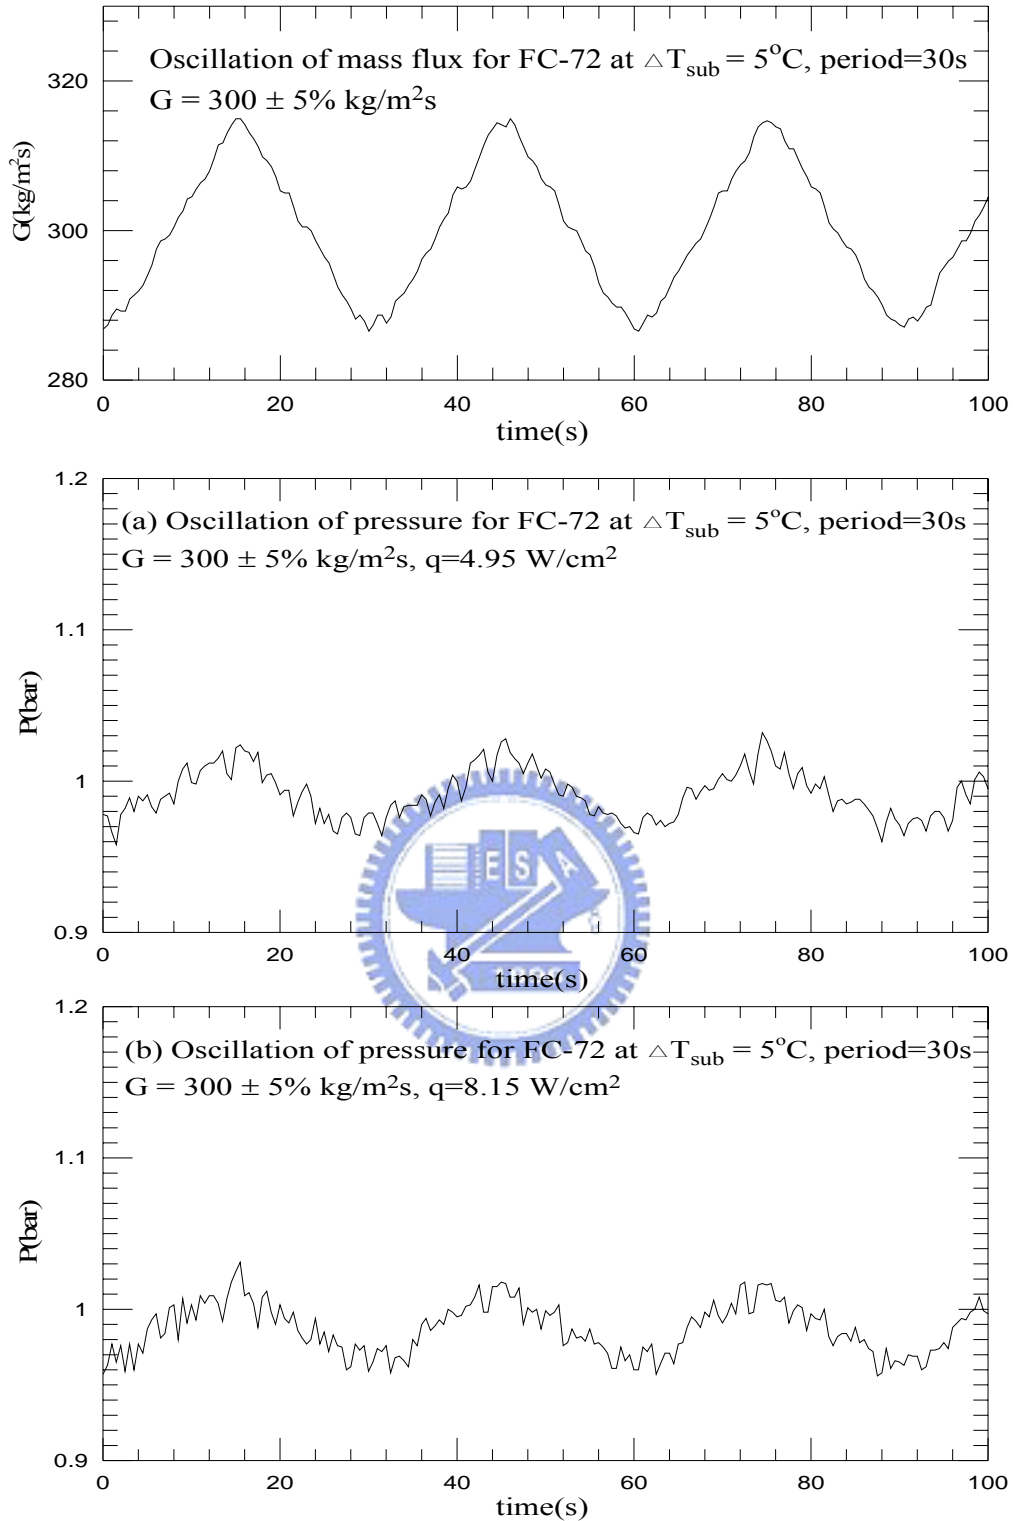 Oscillation of mass flux for FC-72 at △T_sub = 5°C, period=30s
G = 300 ± 5% kg/m²s
G(kg/m²s)
320
300
280
0 20 40 60 80 100
time(s)
(a) Oscillation of pressure for FC-72 at △T_sub = 5°C, period=30s
G = 300 ± 5% kg/m²s, q=4.95 W/cm²
P(bar)
1.2
1.1
1
0.9
E S A
0 20 40 60 80 100
time(s)
(b) Oscillation of pressure for FC-72 at △T_sub = 5°C, period=30s
G = 300 ± 5% kg/m²s, q=8.15 W/cm²
P(bar)
1.2
1.1
1
0.9
0 20 40 60 80 100
time(s)